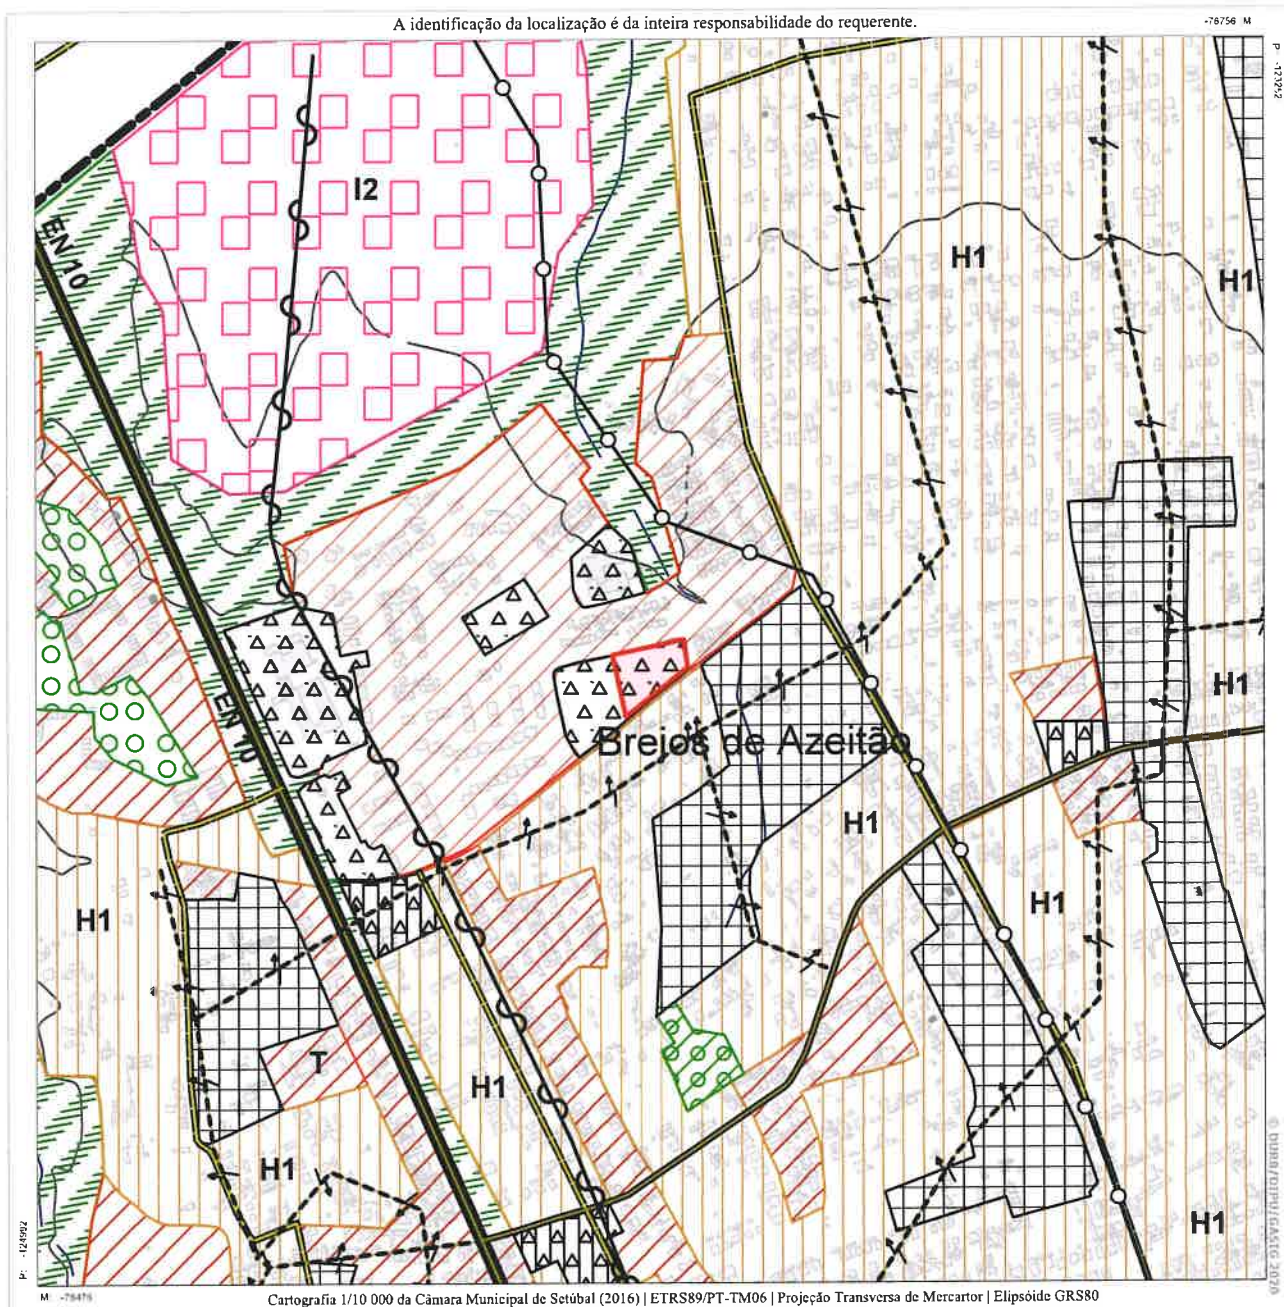 A identificação da localização é da inteira responsabilidade do requerente.
-76756 M
I2
EN 10
H1
H1
EN 10
H1
Brejos de Azeitão
H1
H1
H1
T
H1
H1
H1
P: -124992
M: -78476
Cartografia 1/10 000 da Câmara Municipal de Setúbal (2016) | ETRS89/PT-TM06 | Projeção Transversa de Mercartor | Elipsóide GRS80